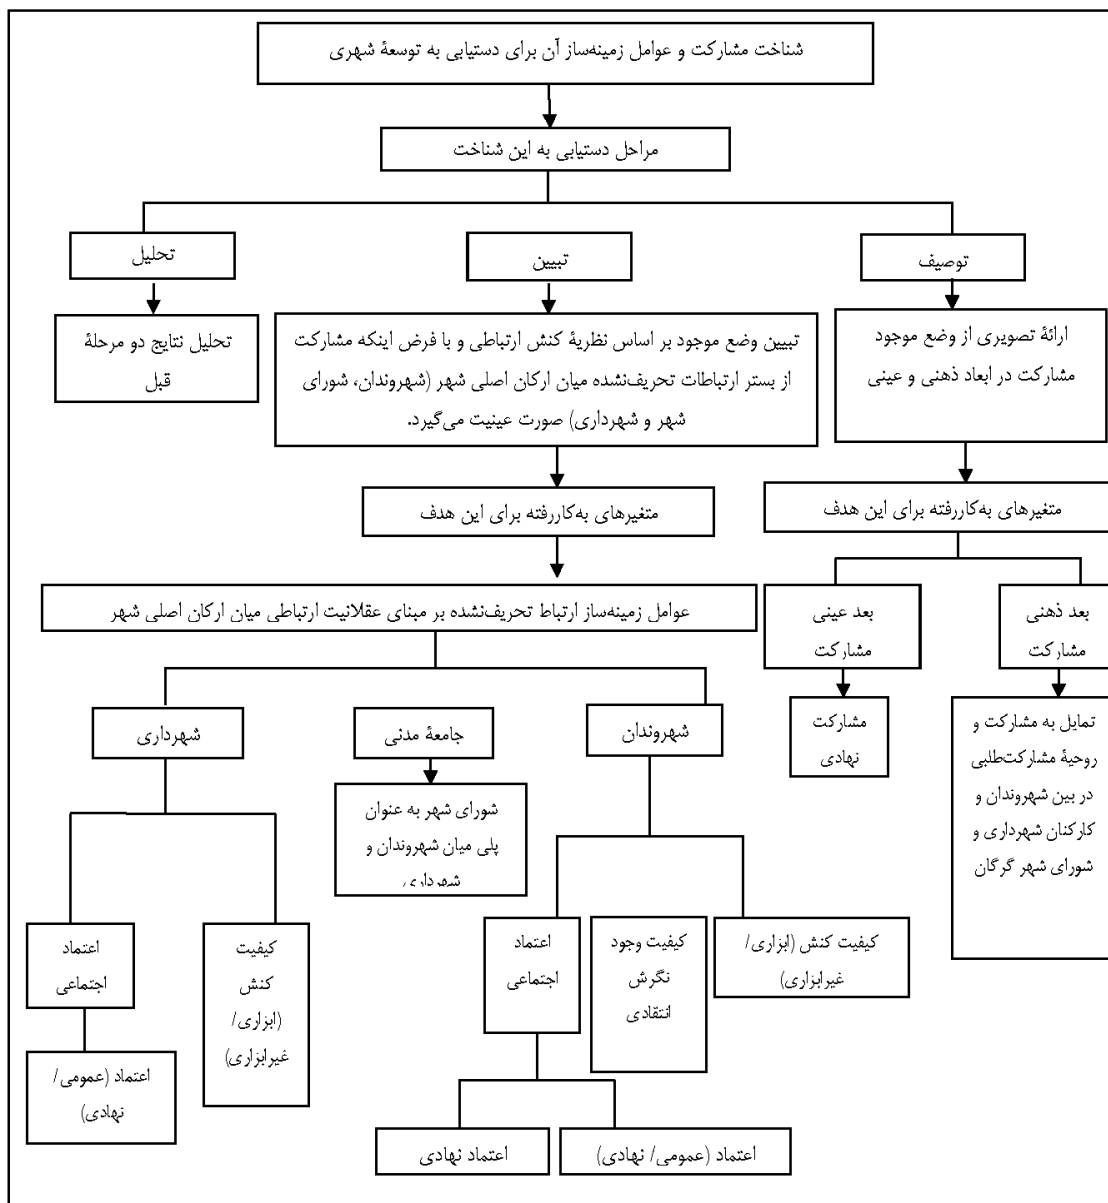 شناخت مشارکت و عوامل زمینه‌ساز آن برای دستیابی به توسعهٔ شهری
مراحل دستیابی به این شناخت
توصیف
تبیین
تحلیل
ارائهٔ تصویری از وضع موجود
مشارکت در ابعاد ذهنی و عینی
تبیین وضع موجود بر اساس نظریهٔ کنش ارتباطی و با فرض اینکه مشارکت
از بستر ارتباطات تحریف‌نشده میان ارکان اصلی شهر (شهروندان، شورای
شهر و شهرداری) صورت عینیت می‌گیرد.
تحلیل نتایج دو مرحلهٔ
قبل
متغیرهای به‌کاررفته برای این هدف
متغیرهای به‌کاررفته برای این هدف
بعد ذهنی
مشارکت
بعد عینی
مشارکت
عوامل زمینه‌ساز ارتباط تحریف‌نشده بر مبنای عقلانیت ارتباطی میان ارکان اصلی شهر
تمایل به مشارکت و
روحیهٔ مشارکت‌طلبی
در بین شهروندان و
کارکنان شهرداری و
شورای شهر گرگان
مشارکت
نهادی
شهروندان
جامعهٔ مدنی
شهرداری
شورای شهر به عنوان
پلی میان شهروندان و
شهرداری
کیفیت کنش (ابزاری/
غیرابزاری)
کیفیت وجود
نگرش
انتقادی
اعتماد
اجتماعی
کیفیت
کنش
(ابزاری/
غیرابزاری)
اعتماد
اجتماعی
اعتماد (عمومی/
نهادی)
اعتماد (عمومی/ نهادی)
اعتماد نهادی